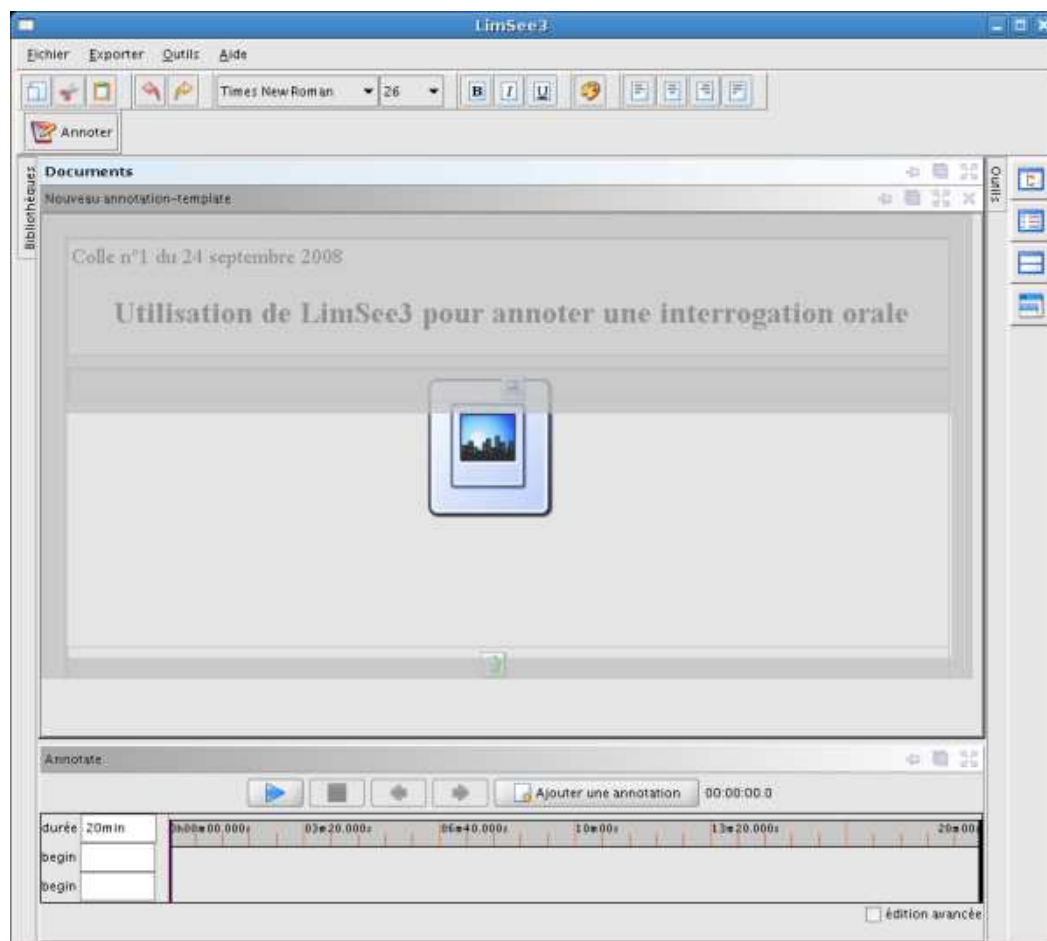 LimSee3
Fichier Exporter Outils Aide
Times New Roman 26 B I U
Annoter
Bibliothèques
Documents
Outils
Nouveau annotation-template
Colle n°1 du 24 septembre 2008
Utilisation de LimSee3 pour annoter une interrogation orale
Annotate
Ajouter une annotation 00:00:00.0
durée 20min 0h00m00.000s 03m20.000s 06m40.000s 10m00s 13m20.000s 20m00s
begin
begin
édition avancée